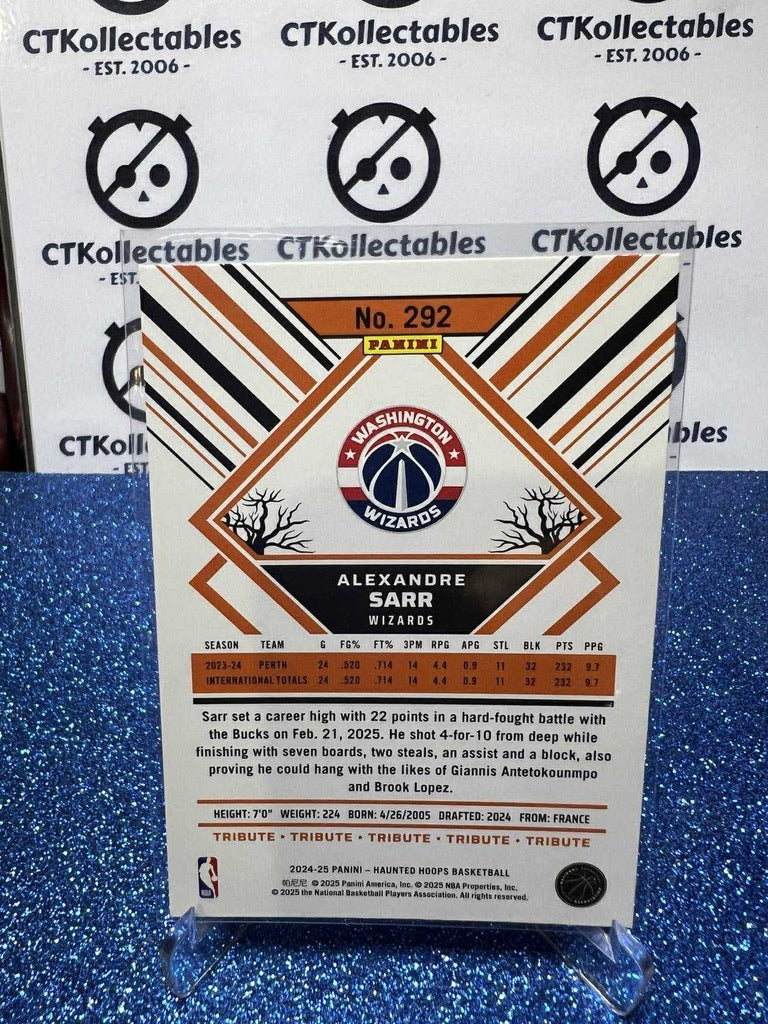 CTKollectables CTKollectables CTKollectables
- EST. 2006 - - EST. 2006 - - EST. 2006 -
CTKollectables CTKollectables CTKollectables
- EST.
No. 292
PANINI
CTKoll bles
- EST
WASHINGTON
WIZARDS
ALEXANDRE
SARR
WIZARDS
SEASON TEAM G FG% FT% 3PM RPG APG STL BLK PTS PPG
2023-24 PERTH 24 .520 .714 14 4.4 0.9 11 32 232 9.7
INTERNATIONAL TOTALS 24 .520 .714 14 4.4 0.9 11 32 232 9.7
Sarr set a career high with 22 points in a hard-fought battle with
the Bucks on Feb. 21, 2025. He shot 4-for-10 from deep while
finishing with seven boards, two steals, an assist and a block, also
proving he could hang with the likes of Giannis Antetokounmpo
and Brook Lopez.
HEIGHT: 7'0" WEIGHT: 224 BORN: 4/26/2005 DRAFTED: 2024 FROM: FRANCE
TRIBUTE • TRIBUTE • TRIBUTE • TRIBUTE • TRIBUTE
2024-25 PANINI – HAUNTED HOOPS BASKETBALL
帕尼尼 © 2025 Panini America, Inc. © 2025 NBA Properties, Inc.
© 2025 the National Basketball Players Association. All rights reserved.
NBA